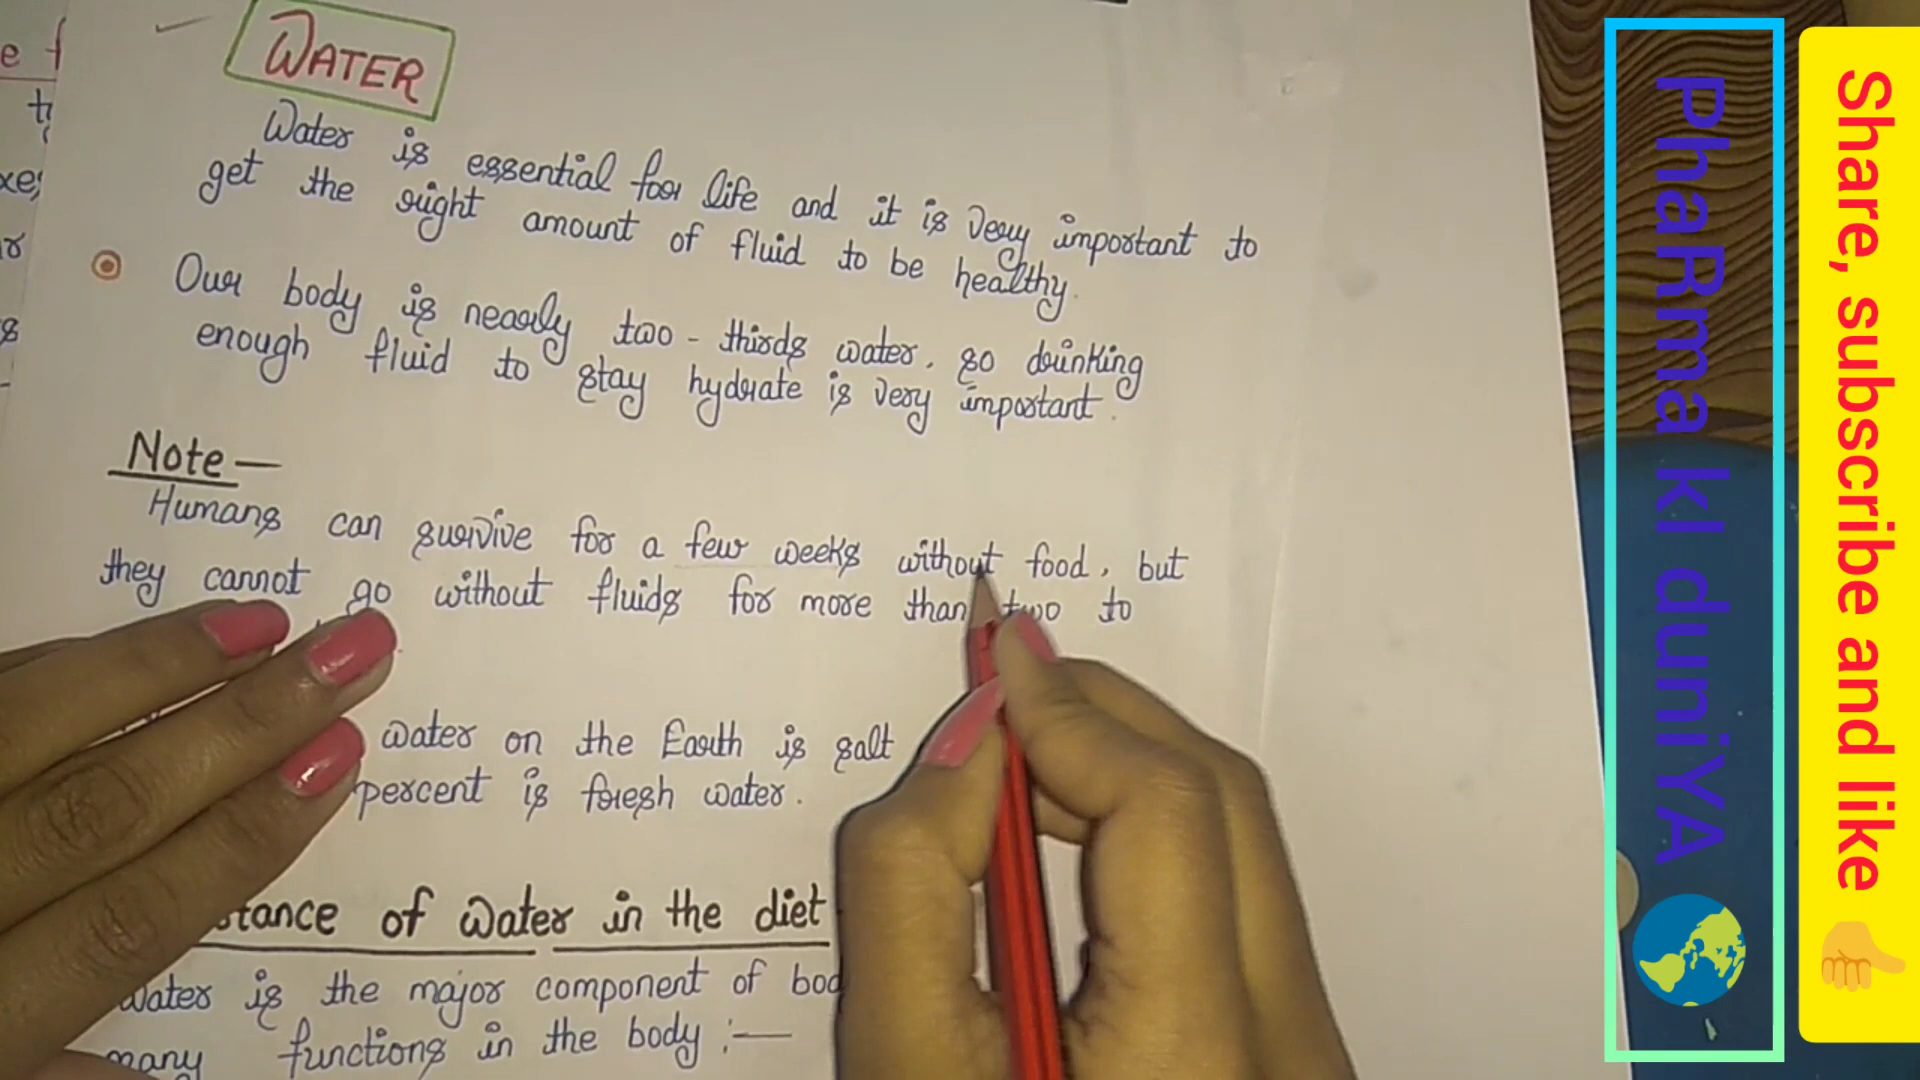 WATER
Water is essential for life and it is very important to
get the right amount of fluid to be healthy.
Our body is nearly two-thirds water, so drinking
enough fluid to stay hydrate is very important.
Note —
Humans can survive for a few weeks without food, but
they cannot go without fluids for more than two to
water on the Earth is salt
percent is fresh water.
of Water in the diet
Water is the major component of
many functions in the body :—
PhaRma kI duniYA
Share, subscribe and like